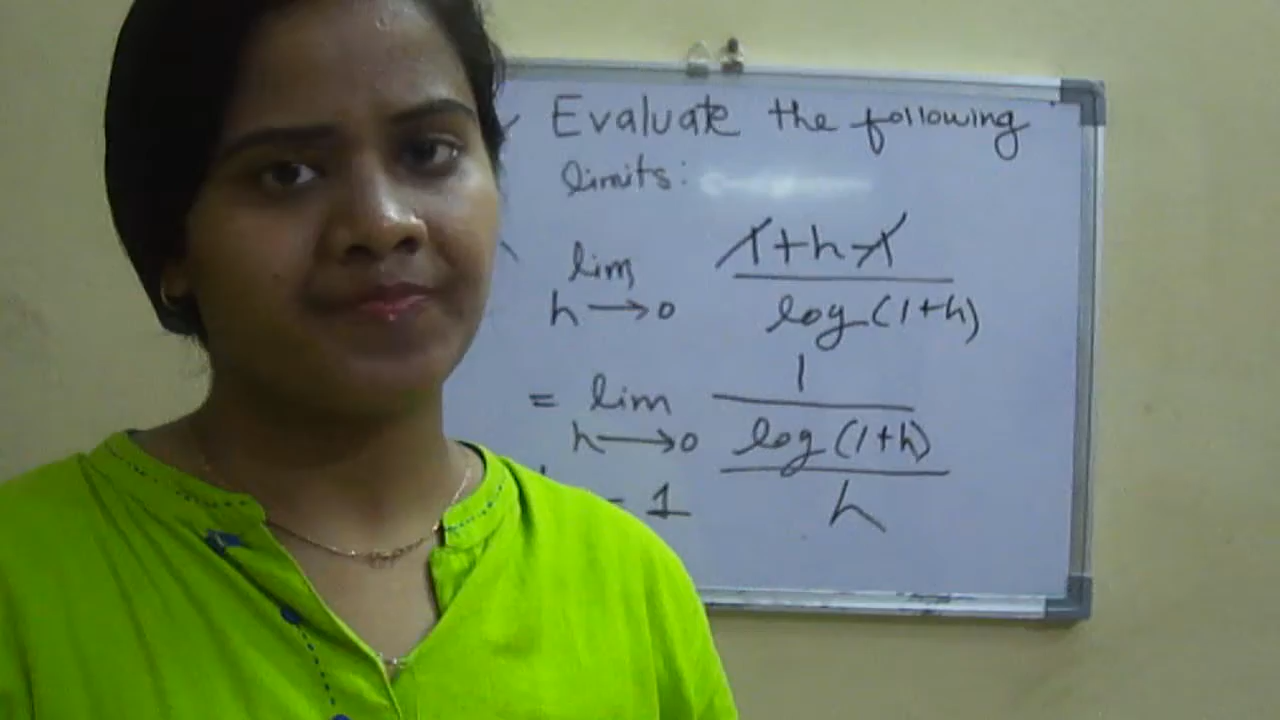 Evaluate the following
limits:
lim 1+h-1
h→0 log(1+h)
= lim 1
h→0 log(1+h)
= 1 h